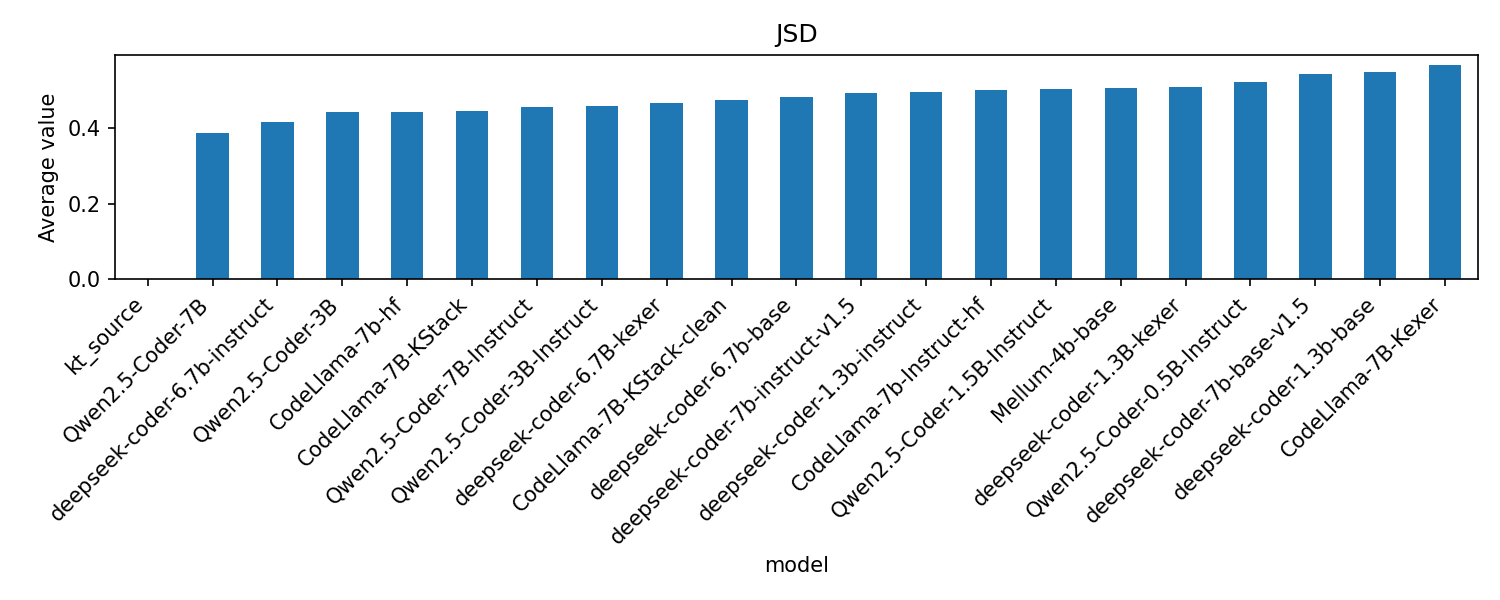 JSD
Average value
0.4
0.2
0.0
kt_source
Qwen2.5-Coder-7B
deepseek-coder-6.7b-instruct
Qwen2.5-Coder-3B
CodeLlama-7b-hf
CodeLlama-7B-KStack
Qwen2.5-Coder-7B-Instruct
Qwen2.5-Coder-3B-Instruct
deepseek-coder-6.7B-kexer
CodeLlama-7B-KStack-clean
deepseek-coder-6.7b-base
deepseek-coder-7b-instruct-v1.5
deepseek-coder-1.3b-instruct
CodeLlama-7b-Instruct-hf
Qwen2.5-Coder-1.5B-Instruct
Mellum-4b-base
deepseek-coder-1.3B-kexer
Qwen2.5-Coder-0.5B-Instruct
deepseek-coder-7b-base-v1.5
deepseek-coder-1.3b-base
CodeLlama-7B-Kexer
model